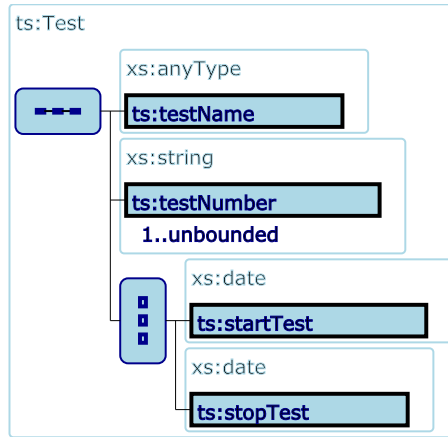 ts:Test
xs:anyType
ts:testName
xs:string
ts:testNumber
1..unbounded
xs:date
ts:startTest
xs:date
ts:stopTest